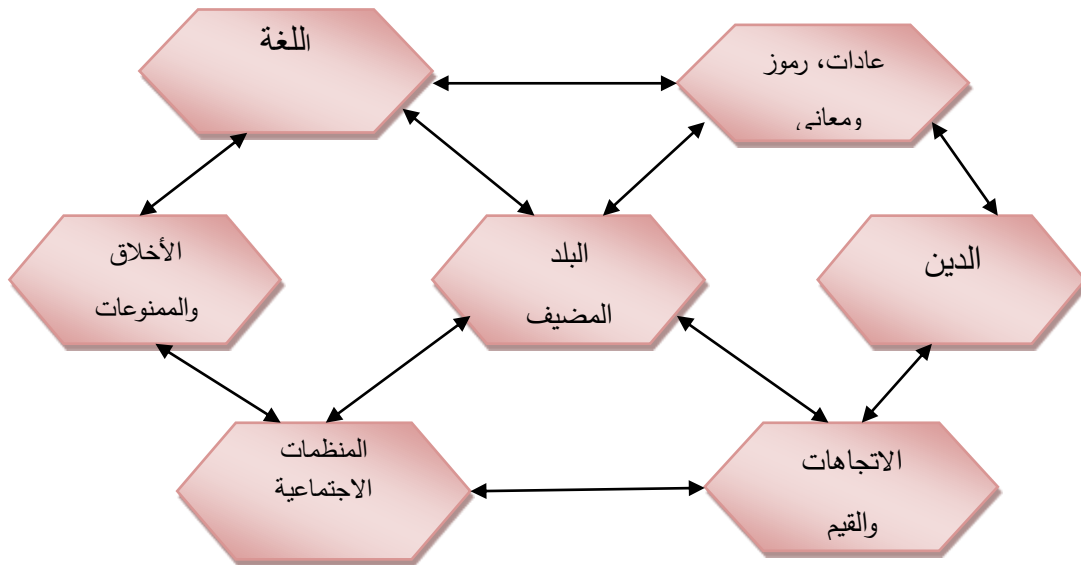 اللغة
عادات، رموز
ومعاني
الأخلاق
والممنوعات
البلد
المضيف
الدين
المنظمات
الاجتماعية
الاتجاهات
والقيم